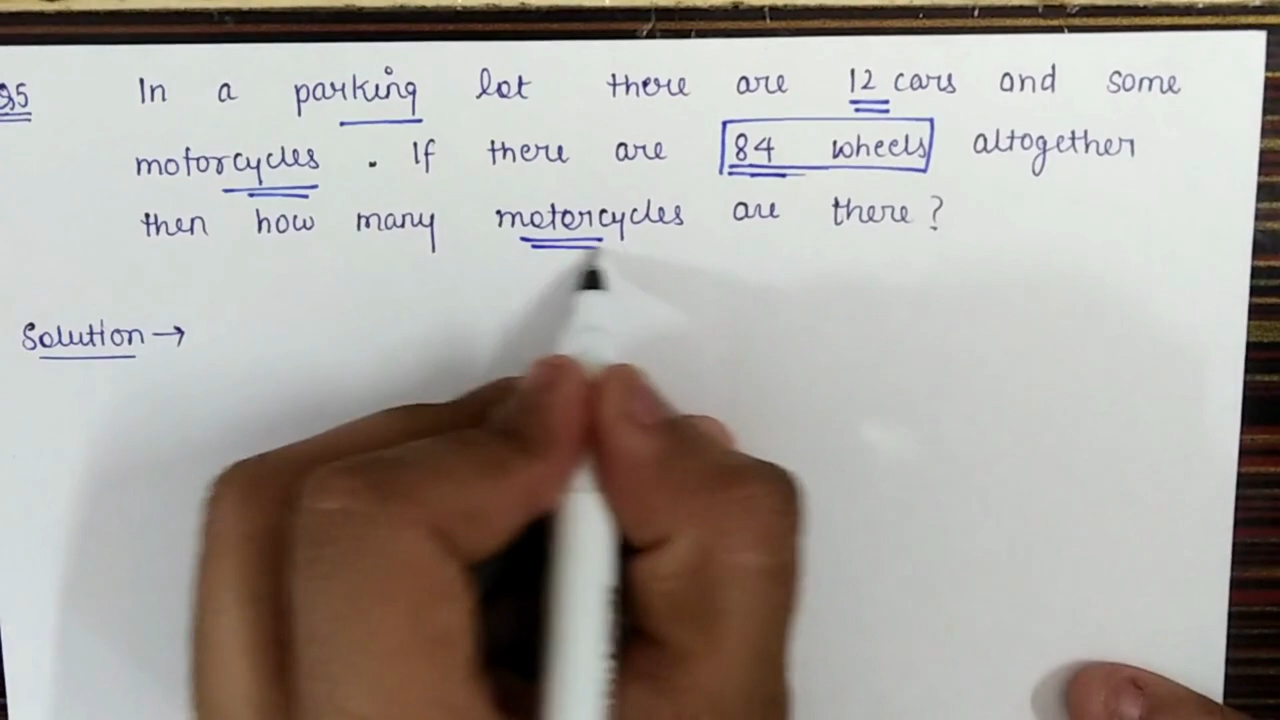 In a parking lot there are 12 cars and some
motorcycles. If there are 84 wheels altogether
then how many motorcycles are there?
Solution →